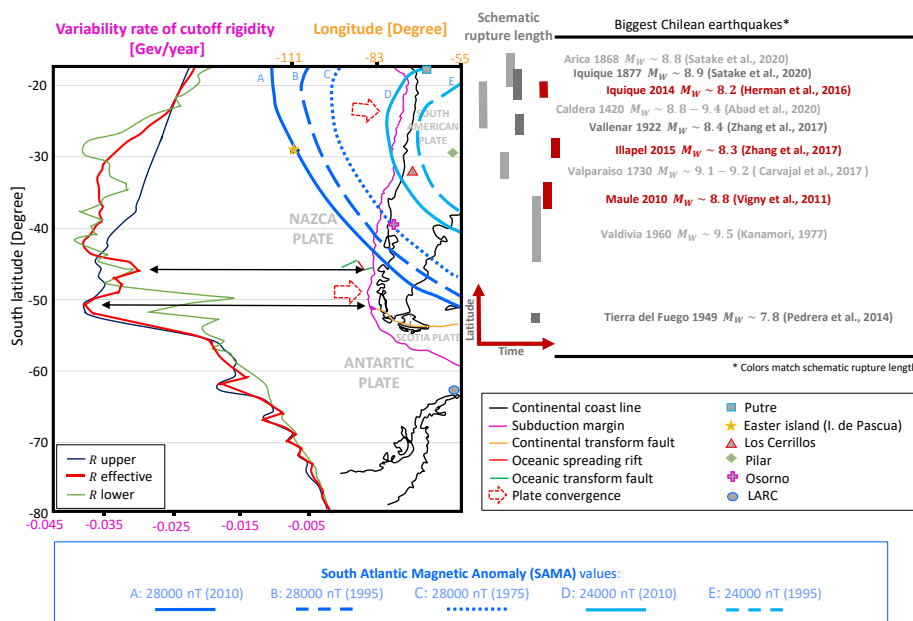 Variability rate of cutoff rigidity
[Gev/year]
Longitude [Degree]
-111
-83
-55
Schematic
rupture length
Biggest Chilean earthquakes*
South latitude [Degree]
-20
-30
-40
-50
-60
-70
-80
-0.045
-0.035
-0.025
-0.015
-0.005
A
B
C
D
E
SOUTH
AMERICAN
PLATE
NAZCA
PLATE
SCOTIA PLATE
ANTARTIC
PLATE
R upper
R effective
R lower
Arica 1868 M_W ~ 8.8 (Satake et al., 2020)
Iquique 1877 M_W ~ 8.9 (Satake et al., 2020)
Iquique 2014 M_W ~ 8.2 (Herman et al., 2016)
Caldera 1420 M_W ~ 8.8 − 9.4 (Abad et al., 2020)
Vallenar 1922 M_W ~ 8.4 (Zhang et al., 2017)
Illapel 2015 M_W ~ 8.3 (Zhang et al., 2017)
Valparaiso 1730 M_W ~ 9.1 − 9.2 ( Carvajal et al., 2017 )
Maule 2010 M_W ~ 8.8 (Vigny et al., 2011)
Valdivia 1960 M_W ~ 9.5 (Kanamori, 1977)
Tierra del Fuego 1949 M_W ~ 7.8 (Pedrera et al., 2014)
Latitude
Time
* Colors match schematic rupture length
Continental coast line
Subduction margin
Continental transform fault
Oceanic spreading rift
Oceanic transform fault
Plate convergence
Putre
Easter island (I. de Pascua)
Los Cerrillos
Pilar
Osorno
LARC
South Atlantic Magnetic Anomaly (SAMA) values:
A: 28000 nT (2010)
B: 28000 nT (1995)
C: 28000 nT (1975)
D: 24000 nT (2010)
E: 24000 nT (1995)